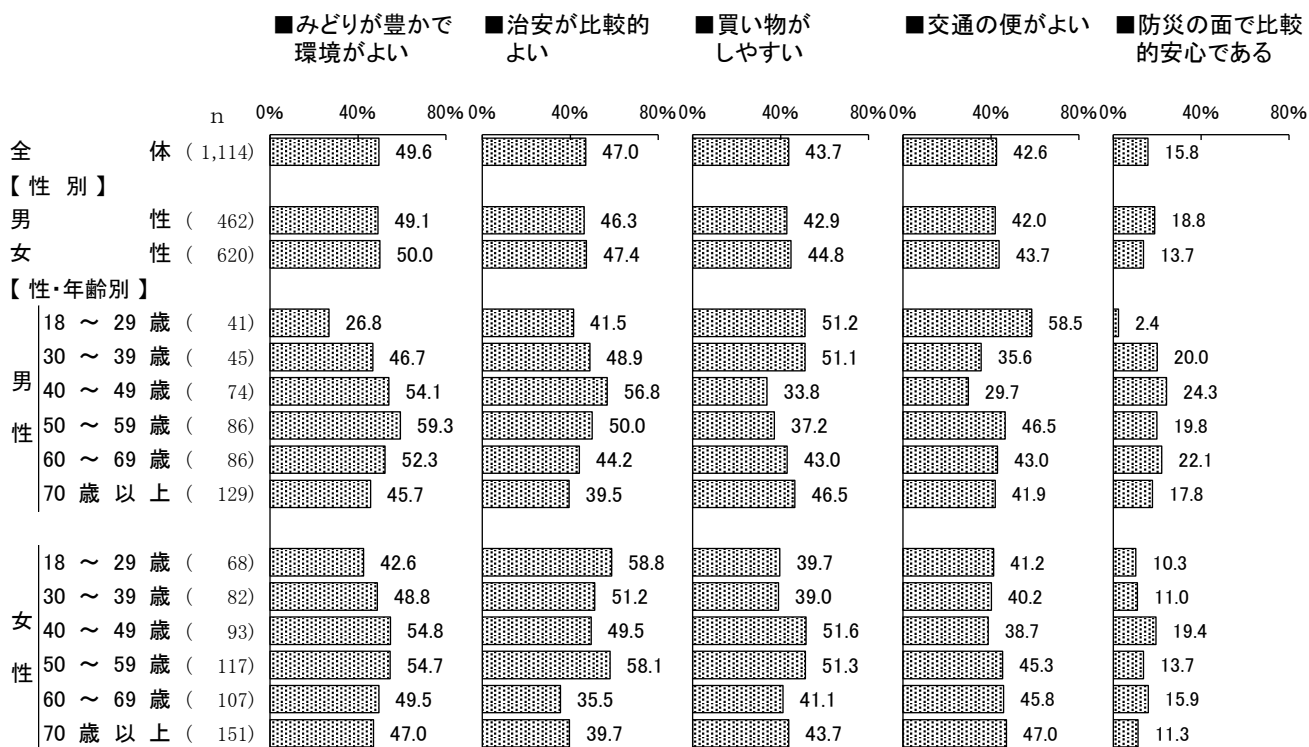 ■みどりが豊かで 環境がよい ■治安が比較的 よい ■買い物が しやすい ■交通の便がよい ■防災の面で比較 的安心である
n 0% 40% 80% 0% 40% 80% 0% 40% 80% 0% 40% 80% 0% 40% 80%
全体 ( 1,114) 49.6 47.0 43.7 42.6 15.8
【性別】
男性 ( 462) 49.1 46.3 42.9 42.0 18.8
女性 ( 620) 50.0 47.4 44.8 43.7 13.7
【性・年齢別】
男性
18 ～ 29 歳 ( 41) 26.8 41.5 51.2 58.5 2.4
30 ～ 39 歳 ( 45) 46.7 48.9 51.1 35.6 20.0
40 ～ 49 歳 ( 74) 54.1 56.8 33.8 29.7 24.3
50 ～ 59 歳 ( 86) 59.3 50.0 37.2 46.5 19.8
60 ～ 69 歳 ( 86) 52.3 44.2 43.0 43.0 22.1
70 歳以上 ( 129) 45.7 39.5 46.5 41.9 17.8
女性
18 ～ 29 歳 ( 68) 42.6 58.8 39.7 41.2 10.3
30 ～ 39 歳 ( 82) 48.8 51.2 39.0 40.2 11.0
40 ～ 49 歳 ( 93) 54.8 49.5 51.6 38.7 19.4
50 ～ 59 歳 ( 117) 54.7 58.1 51.3 45.3 13.7
60 ～ 69 歳 ( 107) 49.5 35.5 41.1 45.8 15.9
70 歳以上 ( 151) 47.0 39.7 43.7 47.0 11.3